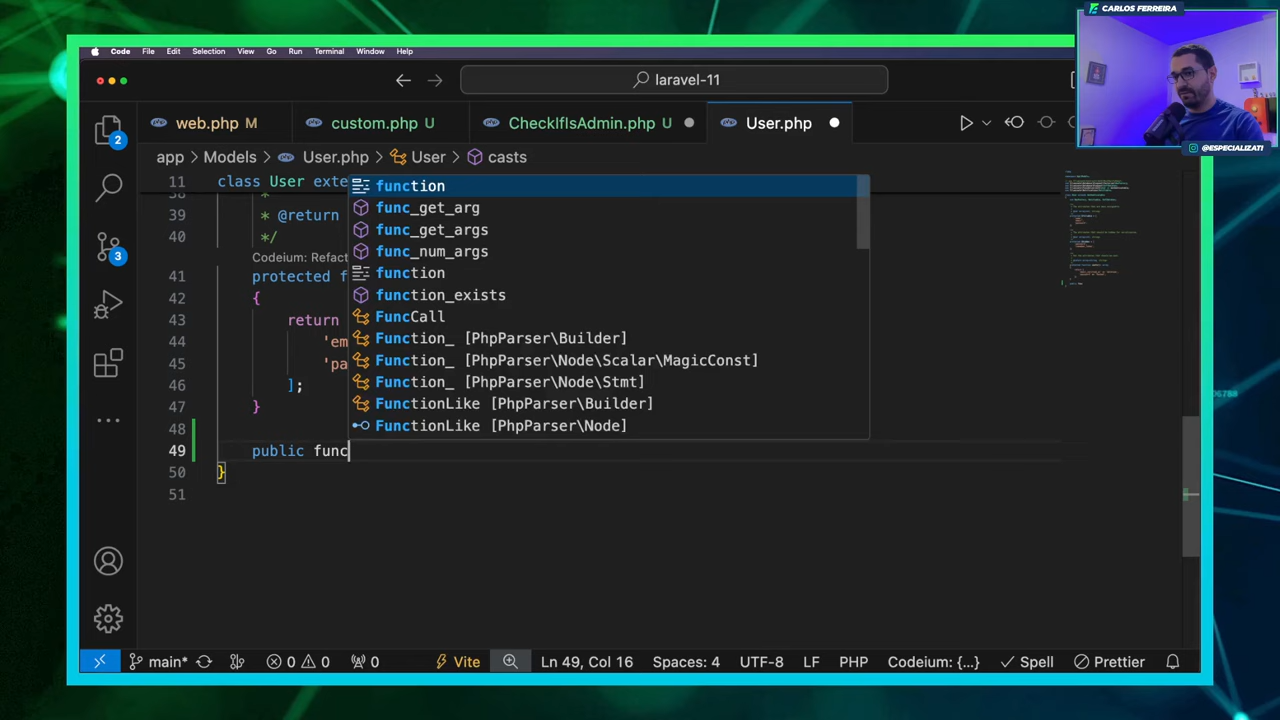 CARLOS FERREIRA
Code File Edit Selection View Go Run Terminal Window Help
laravel-11
web.php M
custom.php U
CheckIfIsAdmin.php U
User.php
@ESPECIALIZATI
app Models User.php User casts
11 class User exte
38 *
39 * @return
40 */
Codeium: Refact
41 protected f
42 {
43 return
44 'em
45 'pa
46 ];
47 }
48
49 public func
50 }
51
function
func_get_arg
func_get_args
func_num_args
function
function_exists
FuncCall
Function_ [PhpParser\Builder]
Function_ [PhpParser\Node\Scalar\MagicConst]
Function_ [PhpParser\Node\Stmt]
FunctionLike [PhpParser\Builder]
FunctionLike [PhpParser\Node]
2
3
main* 0 0 0 Vite Ln 49, Col 16 Spaces: 4 UTF-8 LF PHP Codeium: {...} Spell Prettier